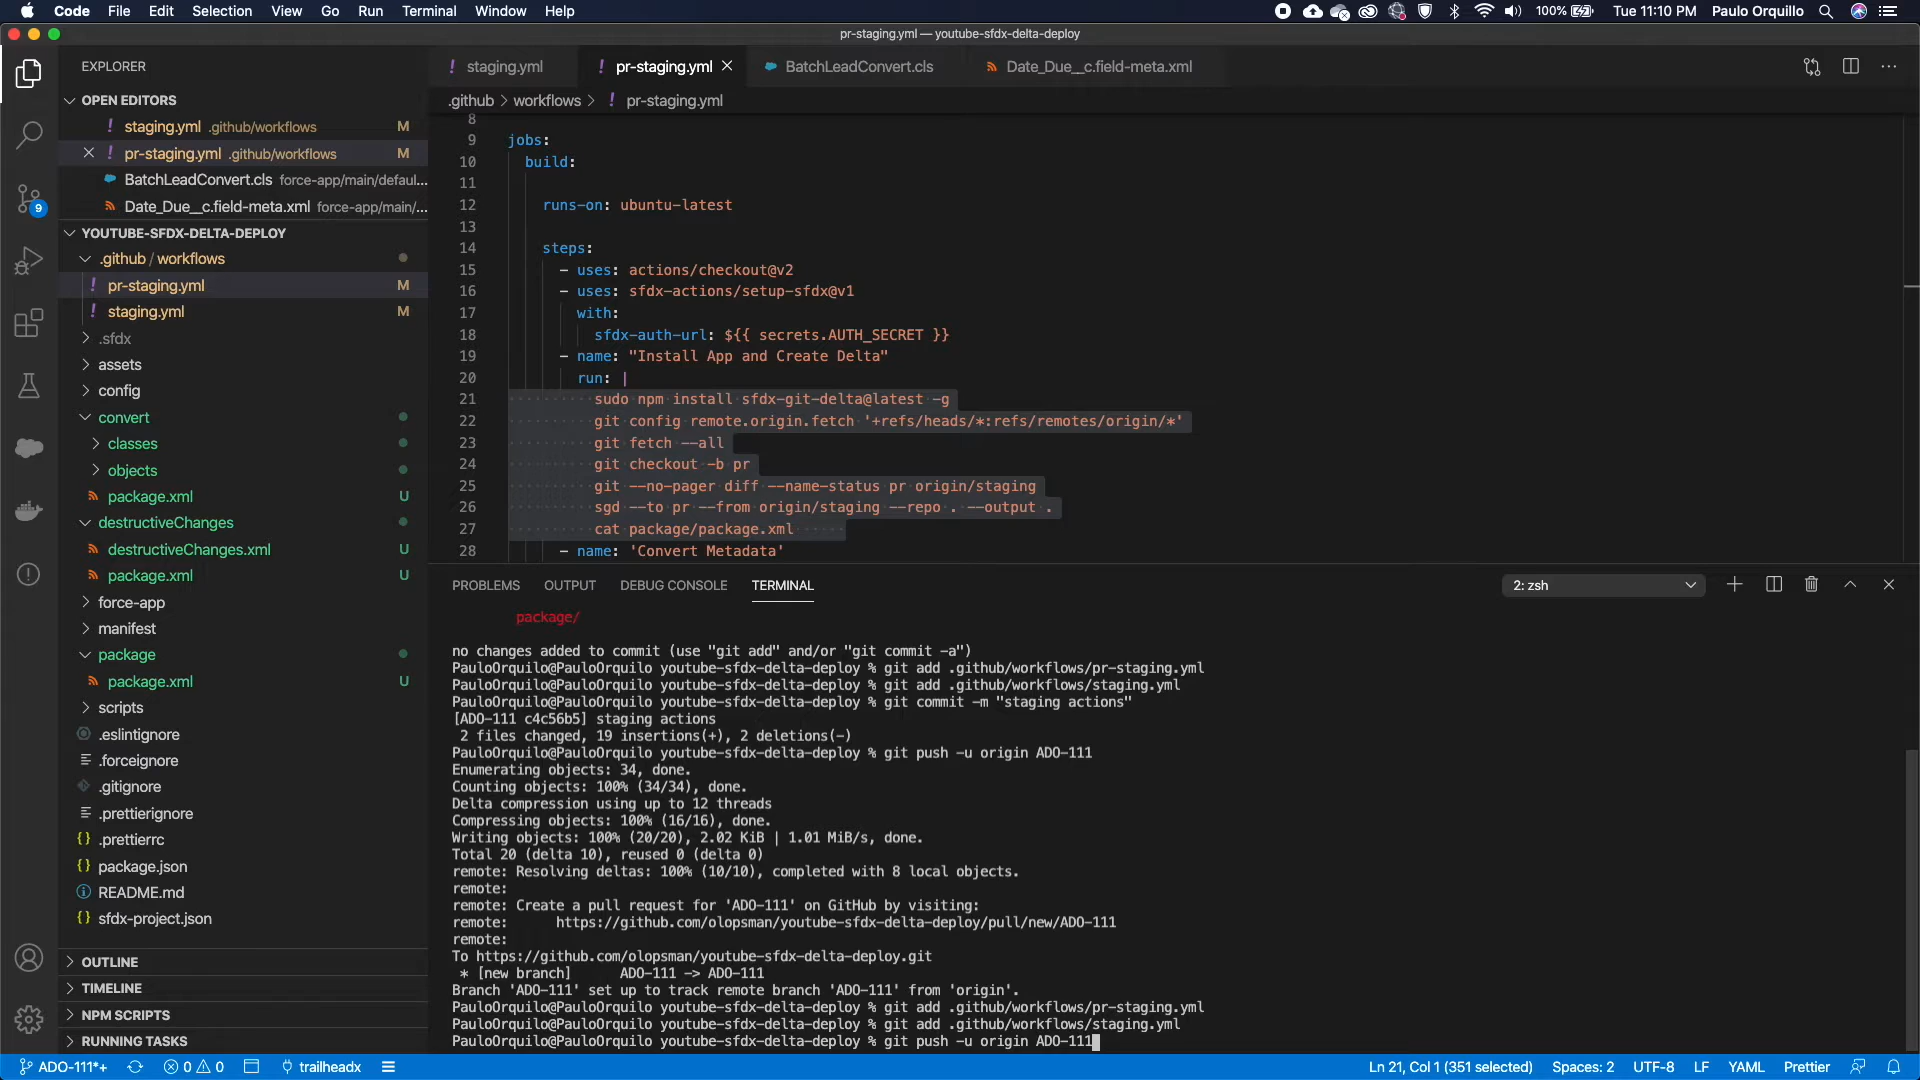 Code File Edit Selection View Go Run Terminal Window Help 100% Tue 11:10 PM Paulo Orquillo
pr-staging.yml — youtube-sfdx-delta-deploy
EXPLORER
OPEN EDITORS
staging.yml .github/workflows M
pr-staging.yml .github/workflows M
BatchLeadConvert.cls force-app/main/defaul...
Date_Due__c.field-meta.xml force-app/main/...
9
YOUTUBE-SFDX-DELTA-DEPLOY
.github / workflows
pr-staging.yml M
staging.yml M
.sfdx
assets
config
convert
classes
objects
package.xml U
destructiveChanges
destructiveChanges.xml U
package.xml U
force-app
manifest
package
package.xml U
scripts
.eslintignore
.forceignore
.gitignore
.prettierignore
.prettierrc
package.json
README.md
sfdx-project.json
OUTLINE
TIMELINE
NPM SCRIPTS
RUNNING TASKS
staging.yml pr-staging.yml BatchLeadConvert.cls Date_Due__c.field-meta.xml
.github > workflows > ! pr-staging.yml
8
9 jobs:
10 build:
11
12 runs-on: ubuntu-latest
13
14 steps:
15 - uses: actions/checkout@v2
16 - uses: sfdx-actions/setup-sfdx@v1
17 with:
18 sfdx-auth-url: ${{ secrets.AUTH_SECRET }}
19 - name: "Install App and Create Delta"
20 run: |
21 sudo npm install sfdx-git-delta@latest -g
22 git config remote.origin.fetch '+refs/heads/*:refs/remotes/origin/*'
23 git fetch --all
24 git checkout -b pr
25 git --no-pager diff --name-status pr origin/staging
26 sgd --to pr --from origin/staging --repo . --output .
27 cat package/package.xml
28 - name: 'Convert Metadata'
PROBLEMS OUTPUT DEBUG CONSOLE TERMINAL 2: zsh
package/
no changes added to commit (use "git add" and/or "git commit -a")
PauloOrquilo@PauloOrquilo youtube-sfdx-delta-deploy % git add .github/workflows/pr-staging.yml
PauloOrquilo@PauloOrquilo youtube-sfdx-delta-deploy % git add .github/workflows/staging.yml
PauloOrquilo@PauloOrquilo youtube-sfdx-delta-deploy % git commit -m "staging actions"
[ADO-111 c4c56b5] staging actions
2 files changed, 19 insertions(+), 2 deletions(-)
PauloOrquilo@PauloOrquilo youtube-sfdx-delta-deploy % git push -u origin ADO-111
Enumerating objects: 34, done.
Counting objects: 100% (34/34), done.
Delta compression using up to 12 threads
Compressing objects: 100% (16/16), done.
Writing objects: 100% (20/20), 2.02 KiB | 1.01 MiB/s, done.
Total 20 (delta 10), reused 0 (delta 0)
remote: Resolving deltas: 100% (10/10), completed with 8 local objects.
remote:
remote: Create a pull request for 'ADO-111' on GitHub by visiting:
remote: https://github.com/olopsman/youtube-sfdx-delta-deploy/pull/new/ADO-111
remote:
To https://github.com/olopsman/youtube-sfdx-delta-deploy.git
* [new branch] ADO-111 -> ADO-111
Branch 'ADO-111' set up to track remote branch 'ADO-111' from 'origin'.
PauloOrquilo@PauloOrquilo youtube-sfdx-delta-deploy % git add .github/workflows/pr-staging.yml
PauloOrquilo@PauloOrquilo youtube-sfdx-delta-deploy % git add .github/workflows/staging.yml
PauloOrquilo@PauloOrquilo youtube-sfdx-delta-deploy % git push -u origin ADO-111
ADO-111*+ 0 0 trailheadx Ln 21, Col 1 (351 selected) Spaces: 2 UTF-8 LF YAML Prettier